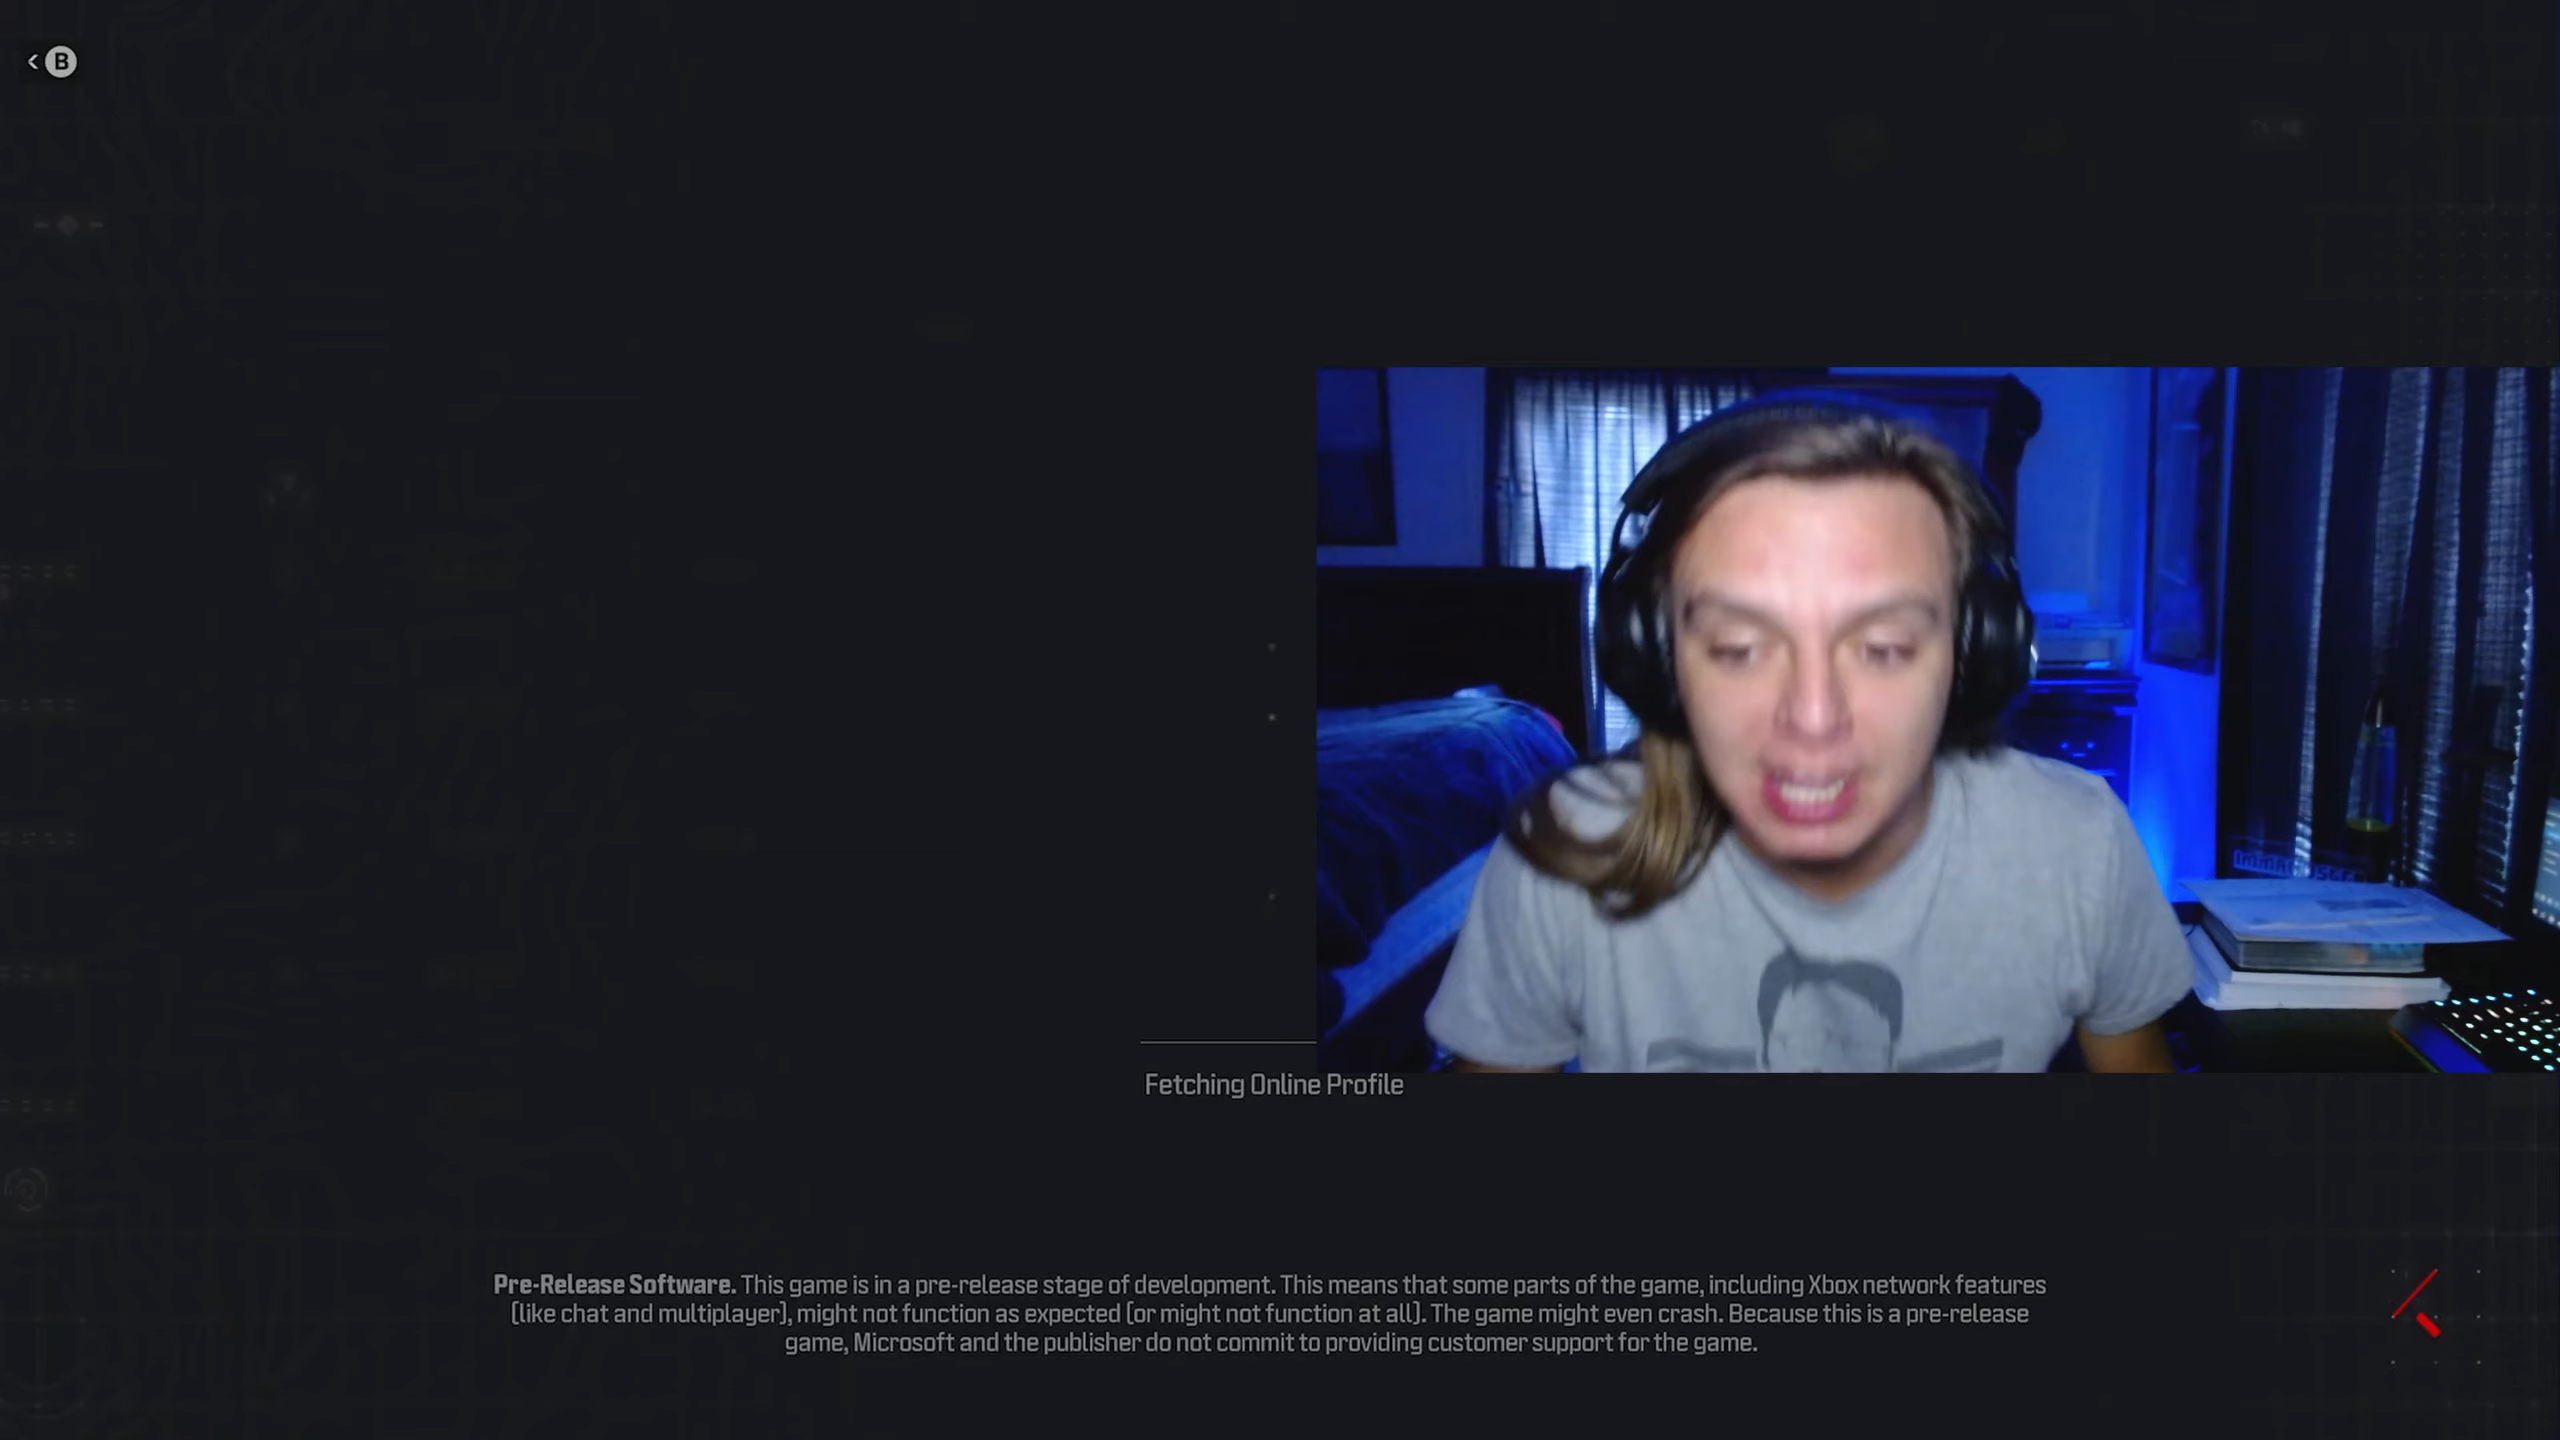 B
Fetching Online Profile
Pre-Release Software. This game is in a pre-release stage of development. This means that some parts of the game, including Xbox network features
(like chat and multiplayer), might not function as expected (or might not function at all). The game might even crash. Because this is a pre-release
game, Microsoft and the publisher do not commit to providing customer support for the game.